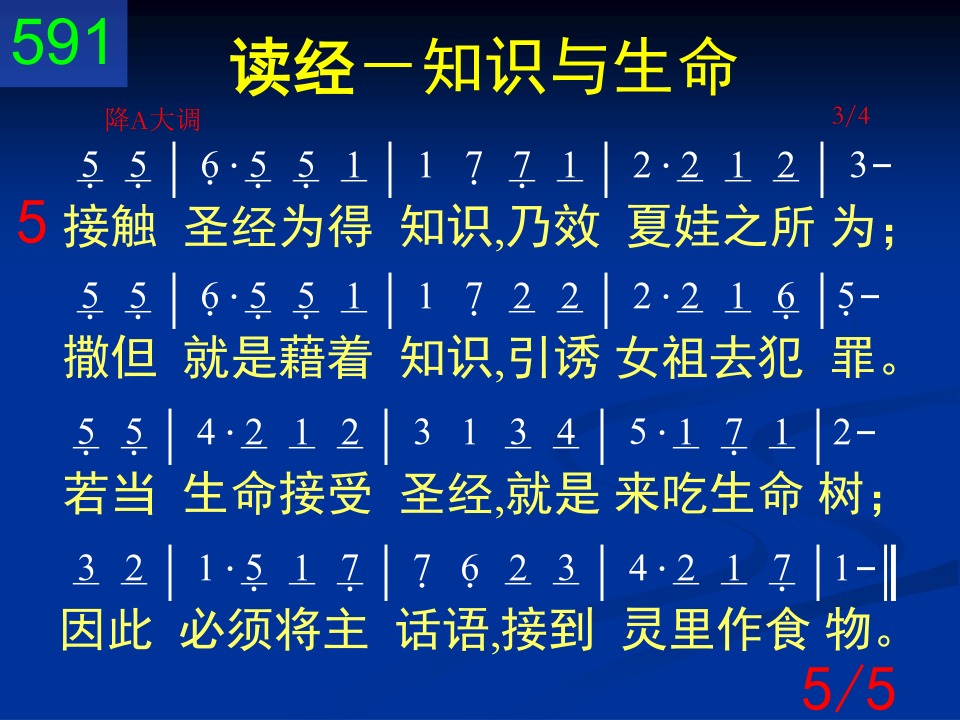 591
读经－知识与生命
降A大调 3/4
5 5 | 6 · 5 5 1 | 1 7 7 1 | 2 · 2 1 2 | 3 -
5 接触 圣经为得 知识,乃效 夏娃之所 为；
5 5 | 6 · 5 5 1 | 1 7 2 2 | 2 · 2 1 6 | 5 -
撒但 就是藉着 知识,引诱 女祖去犯 罪。
5 5 | 4 · 2 1 2 | 3 1 3 4 | 5 · 1 7 1 | 2 -
若当 生命接受 圣经,就是 来吃生命 树；
3 2 | 1 · 5 1 7 | 7 6 2 3 | 4 · 2 1 7 | 1 - ‖
因此 必须将主 话语,接到 灵里作食 物。
5/5